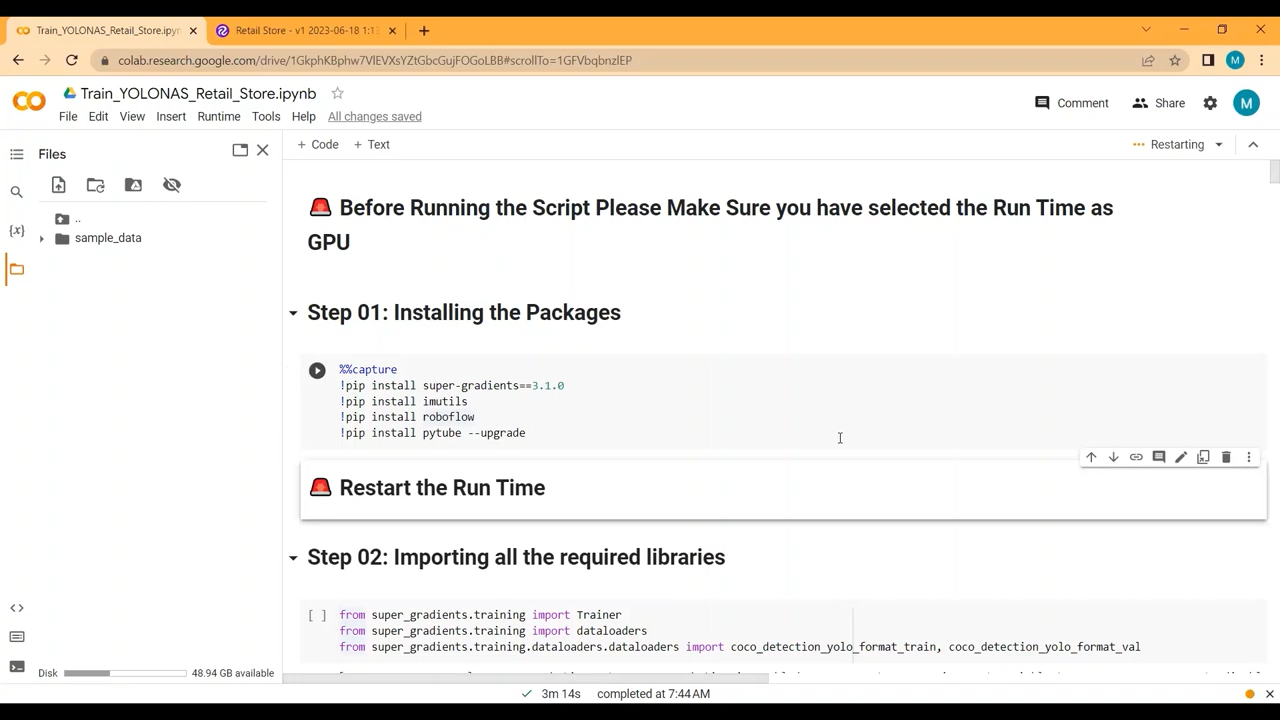 Train_YOLONAS_Retail_Store.ipyn
Retail Store - v1 2023-06-18 1:1
colab.research.google.com/drive/1GkphKBphw7VlEVXsYZtGbcGujFOGoLBB#scrollTo=1GFVbqbnzlEP
M
Train_YOLONAS_Retail_Store.ipynb
Comment
Share
M
File Edit View Insert Runtime Tools Help All changes saved
Files
+ Code + Text
Restarting
..
sample_data
{x}
🚨 Before Running the Script Please Make Sure you have selected the Run Time as
GPU
Step 01: Installing the Packages
%%capture
!pip install super-gradients==3.1.0
!pip install imutils
!pip install roboflow
!pip install pytube --upgrade
🚨 Restart the Run Time
Step 02: Importing all the required libraries
[ ] from super_gradients.training import Trainer
from super_gradients.training import dataloaders
from super_gradients.training.dataloaders.dataloaders import coco_detection_yolo_format_train, coco_detection_yolo_format_val
Disk 48.94 GB available
3m 14s completed at 7:44 AM